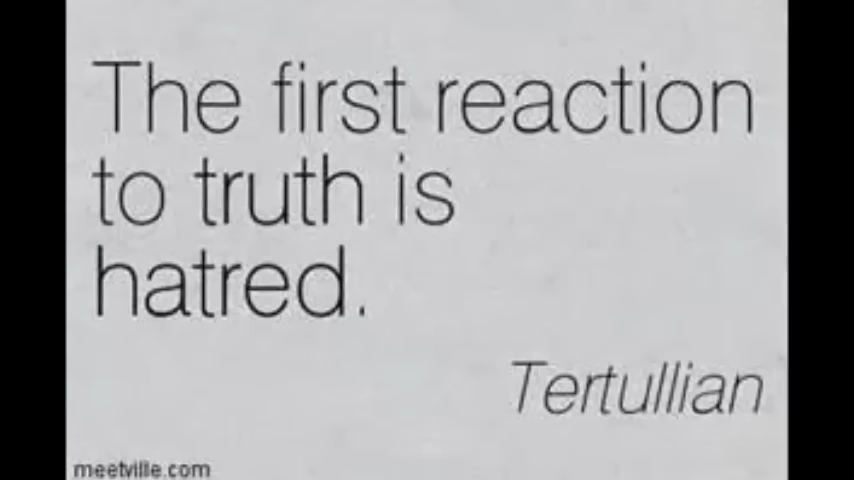 The first reaction
to truth is
hatred.
Tertullian
meetville.com